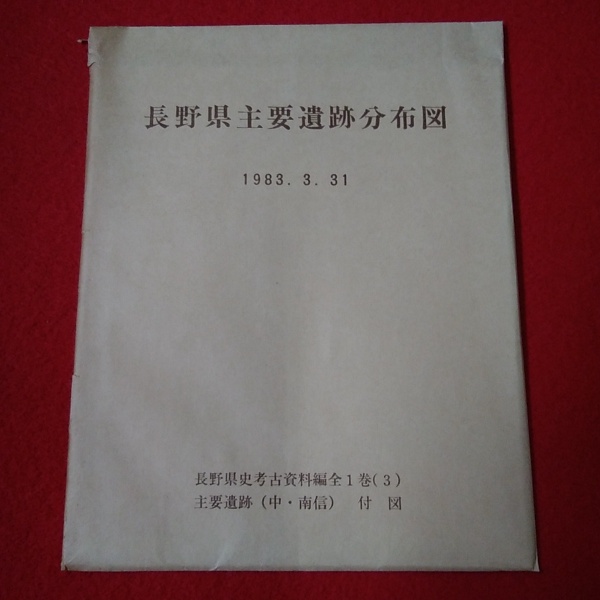 長野県主要遺跡分布図
1983. 3. 31
長野県史考古資料編全1巻(3)
主要遺跡（中・南信） 付 図